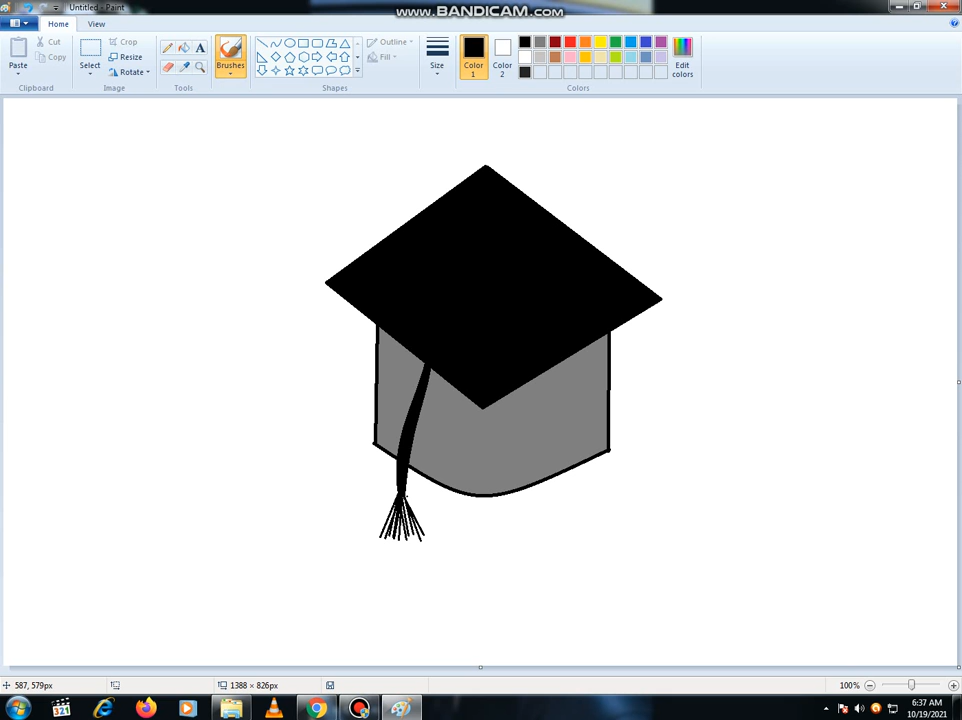 Untitled - Paint
WWW.BANDICAM.COM
Home
View
Paste
Cut
Copy
Clipboard
Select
Crop
Resize
Rotate
Image
A
Tools
Brushes
Shapes
Outline
Fill
Size
Color 1
Color 2
Edit colors
Colors
587, 579px
1388 × 826px
100%
321
6:37 AM
10/19/2021